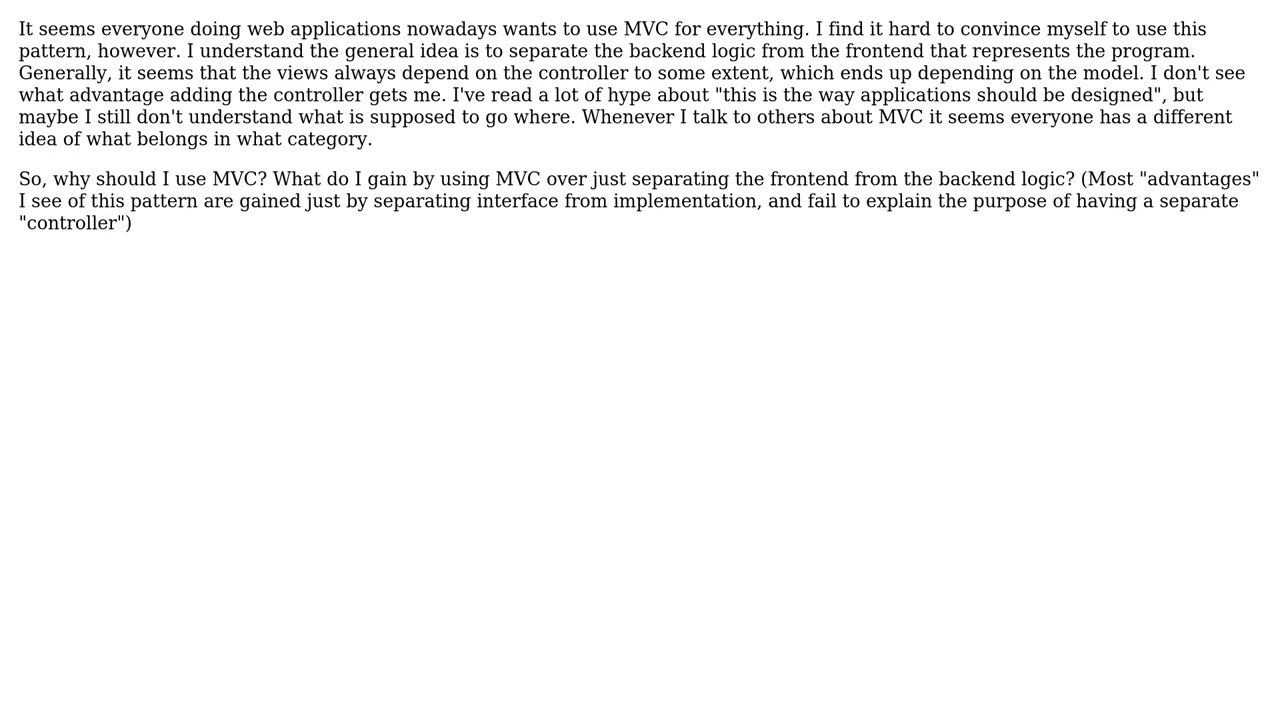 It seems everyone doing web applications nowadays wants to use MVC for everything. I find it hard to convince myself to use this
pattern, however. I understand the general idea is to separate the backend logic from the frontend that represents the program.
Generally, it seems that the views always depend on the controller to some extent, which ends up depending on the model. I don't see
what advantage adding the controller gets me. I've read a lot of hype about "this is the way applications should be designed", but
maybe I still don't understand what is supposed to go where. Whenever I talk to others about MVC it seems everyone has a different
idea of what belongs in what category.
So, why should I use MVC? What do I gain by using MVC over just separating the frontend from the backend logic? (Most "advantages"
I see of this pattern are gained just by separating interface from implementation, and fail to explain the purpose of having a separate
"controller")